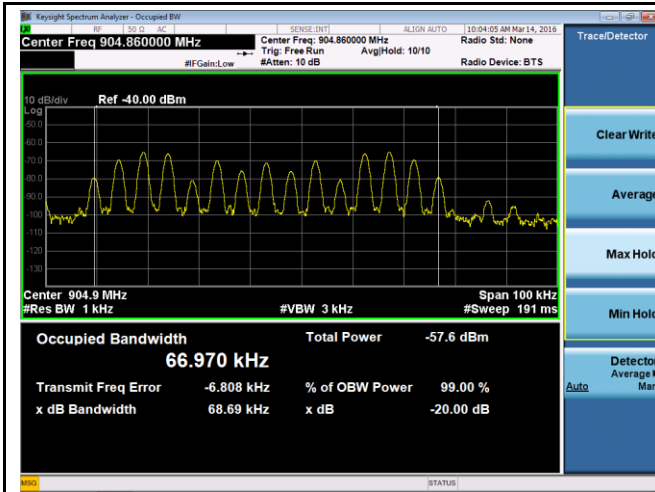 Keysight Spectrum Analyzer - Occupied BW
RF 50 Ω AC SENSE:INT ALIGN AUTO 10:04:05 AM Mar 14, 2016
Center Freq 904.860000 MHz
Center Freq: 904.860000 MHz
Radio Std: None
Trig: Free Run Avg|Hold: 10/10
#IFGain:Low #Atten: 10 dB Radio Device: BTS
Trace/Detector
10 dB/div Ref -40.00 dBm
Log
-50.0
-60.0
-70.0
-80.0
-90.0
-100
-110
-120
-130
Center 904.9 MHz Span 100 kHz
#Res BW 1 kHz #VBW 3 kHz #Sweep 191 ms
Occupied Bandwidth Total Power -57.6 dBm
66.970 kHz
Transmit Freq Error -6.808 kHz % of OBW Power 99.00 %
x dB Bandwidth 68.69 kHz x dB -20.00 dB
Clear Write
Average
Max Hold
Min Hold
Detector
Average
Auto Man
MSG STATUS